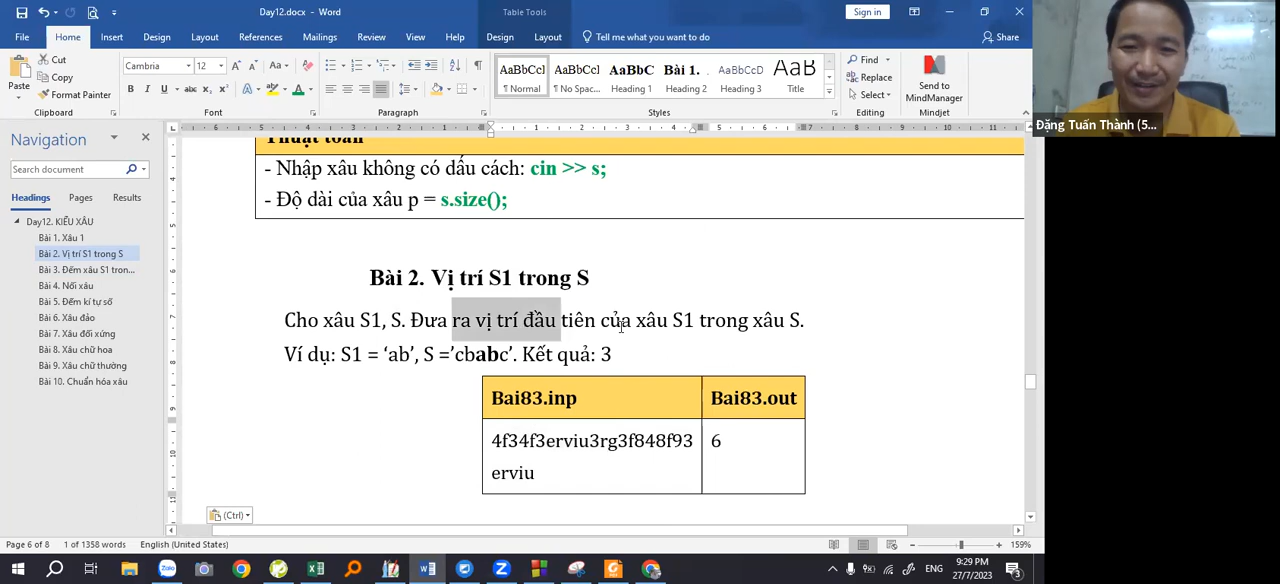 Day12.docx - Word
Table Tools
Sign in
File Home Insert Design Layout References Mailings Review View Help Design Layout Tell me what you want to do Share
Paste
Cut
Copy
Format Painter
Clipboard
Cambria 12
Font
Paragraph
AaBbCcI AaBbCcI AaBbC Bài 1. AaBbCcD AaB
¶ Normal ¶ No Spac... Heading 1 Heading 2 Heading 3 Title
Styles
Find
Replace
Select
Editing
Send to
MindManager
Mindjet
Đặng Tuấn Thành (5...
Navigation
Search document
Headings Pages Results
Day12. KIỂU XÂU
Bài 1. Xâu 1
Bài 2. Vị trí S1 trong S
Bài 3. Đếm xâu S1 tron...
Bài 4. Nối xâu
Bài 5. Đếm kí tự số
Bài 6. Xâu đảo
Bài 7. Xâu đối xứng
Bài 8. Xâu chữ hoa
Bài 9. Xâu chữ thường
Bài 10. Chuẩn hóa xâu
Thuật toán
- Nhập xâu không có dấu cách: cin >> s;
- Độ dài của xâu p = s.size();
Bài 2. Vị trí S1 trong S
Cho xâu S1, S. Đưa ra vị trí đầu tiên của xâu S1 trong xâu S.
Ví dụ: S1 = ‘ab’, S =’cbabc’. Kết quả: 3
Bai83.inp Bai83.out
4f34f3erviu3rg3f848f93 6
erviu
(Ctrl)
Page 6 of 8 1 of 1358 words English (United States) 159%
Zalo
ENG
9:29 PM
27/7/2023
3